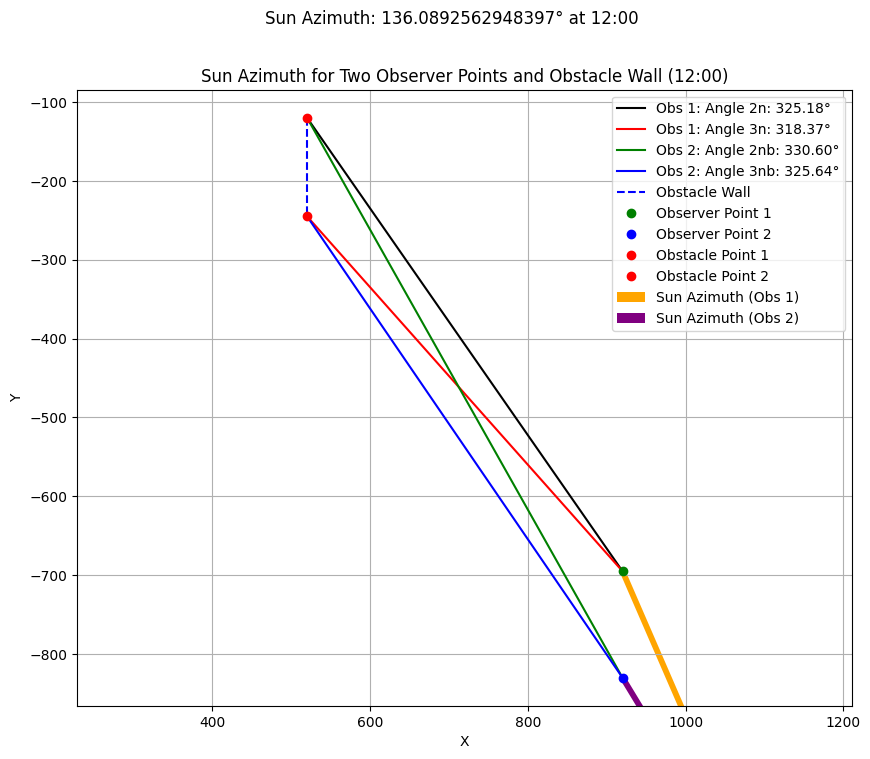 Sun Azimuth: 136.0892562948397° at 12:00
Sun Azimuth for Two Observer Points and Obstacle Wall (12:00)
Obs 1: Angle 2n: 325.18°
Obs 1: Angle 3n: 318.37°
Obs 2: Angle 2nb: 330.60°
Obs 2: Angle 3nb: 325.64°
Obstacle Wall
Observer Point 1
Observer Point 2
Obstacle Point 1
Obstacle Point 2
Sun Azimuth (Obs 1)
Sun Azimuth (Obs 2)
−100
−200
−300
−400
−500
−600
−700
−800
Y
400
600
800
1000
1200
X